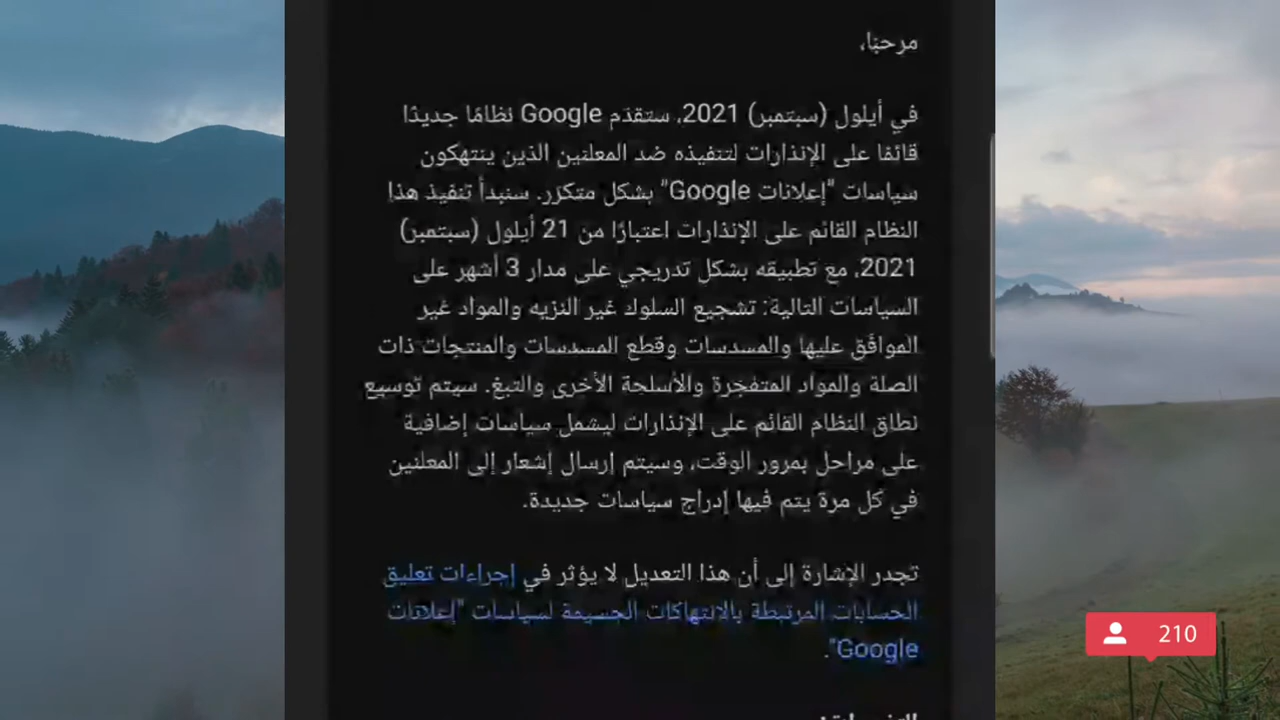 مرحبًا،
في أيلول (سبتمبر) 2021، ستقدّم Google نظامًا جديدًا
قائمًا على الإنذارات لتنفيذه ضد المعلنين الذين ينتهكون
سياسات "إعلانات Google" بشكل متكرّر. سنبدأ تنفيذ هذا
النظام القائم على الإنذارات اعتبارًا من 21 أيلول (سبتمبر)
2021، مع تطبيقه بشكل تدريجي على مدار 3 أشهر على
السياسات التالية: تشجيع السلوك غير النزيه والمواد غير
الموافَق عليها والمسدسات وقطع المسدسات والمنتجات ذات
الصلة والمواد المتفجرة والأسلحة الأخرى والتبغ. سيتم توسيع
نطاق النظام القائم على الإنذارات ليشمل سياسات إضافية
على مراحل بمرور الوقت، وسيتم إرسال إشعار إلى المعلنين
في كل مرة يتم فيها إدراج سياسات جديدة.
تجدر الإشارة إلى أن هذا التعديل لا يؤثر في إجراءات تعليق
الحسابات المرتبطة بالانتهاكات الجسيمة لسياسات "إعلانات
Google".
210